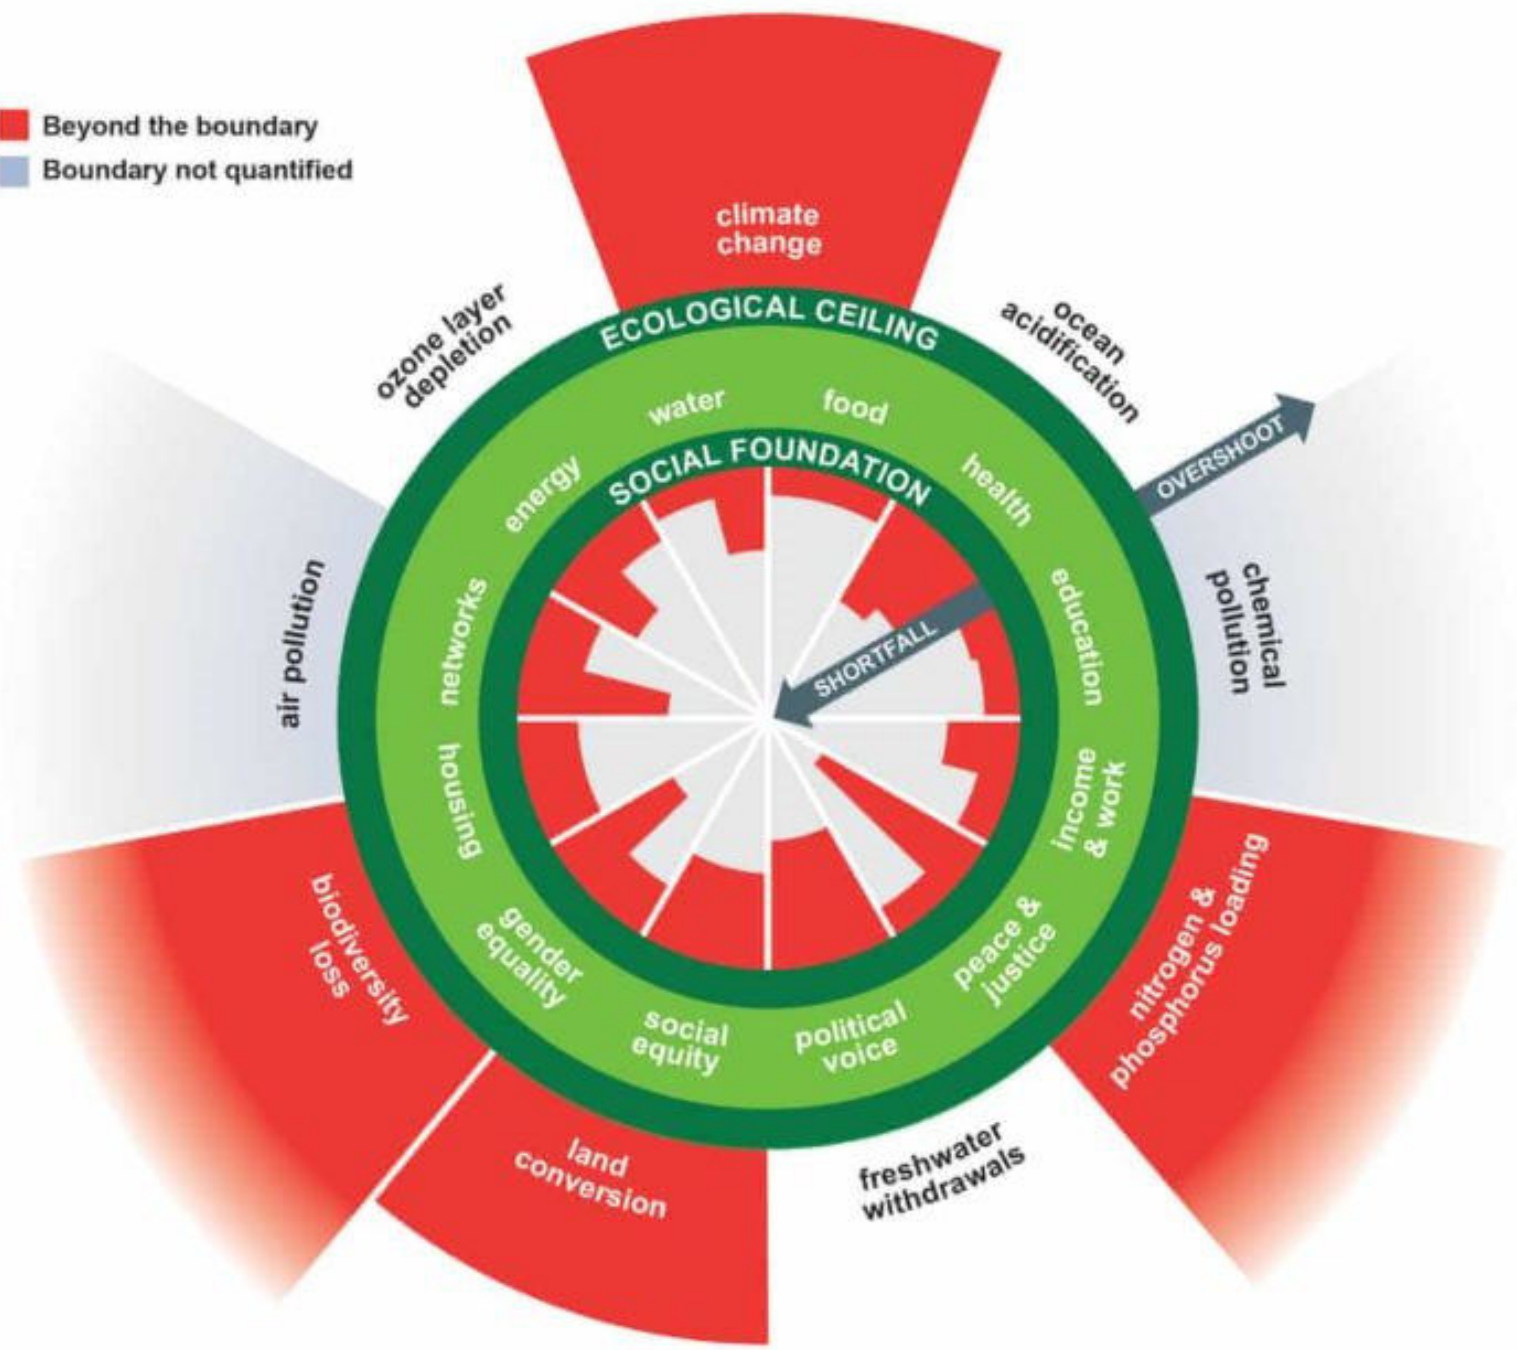 Beyond the boundary
Boundary not quantified
climate
change
ozone layer
depletion
ocean
acidification
ECOLOGICAL CEILING
OVERSHOOT
water
food
SOCIAL FOUNDATION
energy
health
networks
education
SHORTFALL
air pollution
chemical
pollution
housing
income
& work
gender
equality
peace &
justice
social
equity
political
voice
biodiversity
loss
nitrogen &
phosphorus loading
land
conversion
freshwater
withdrawals